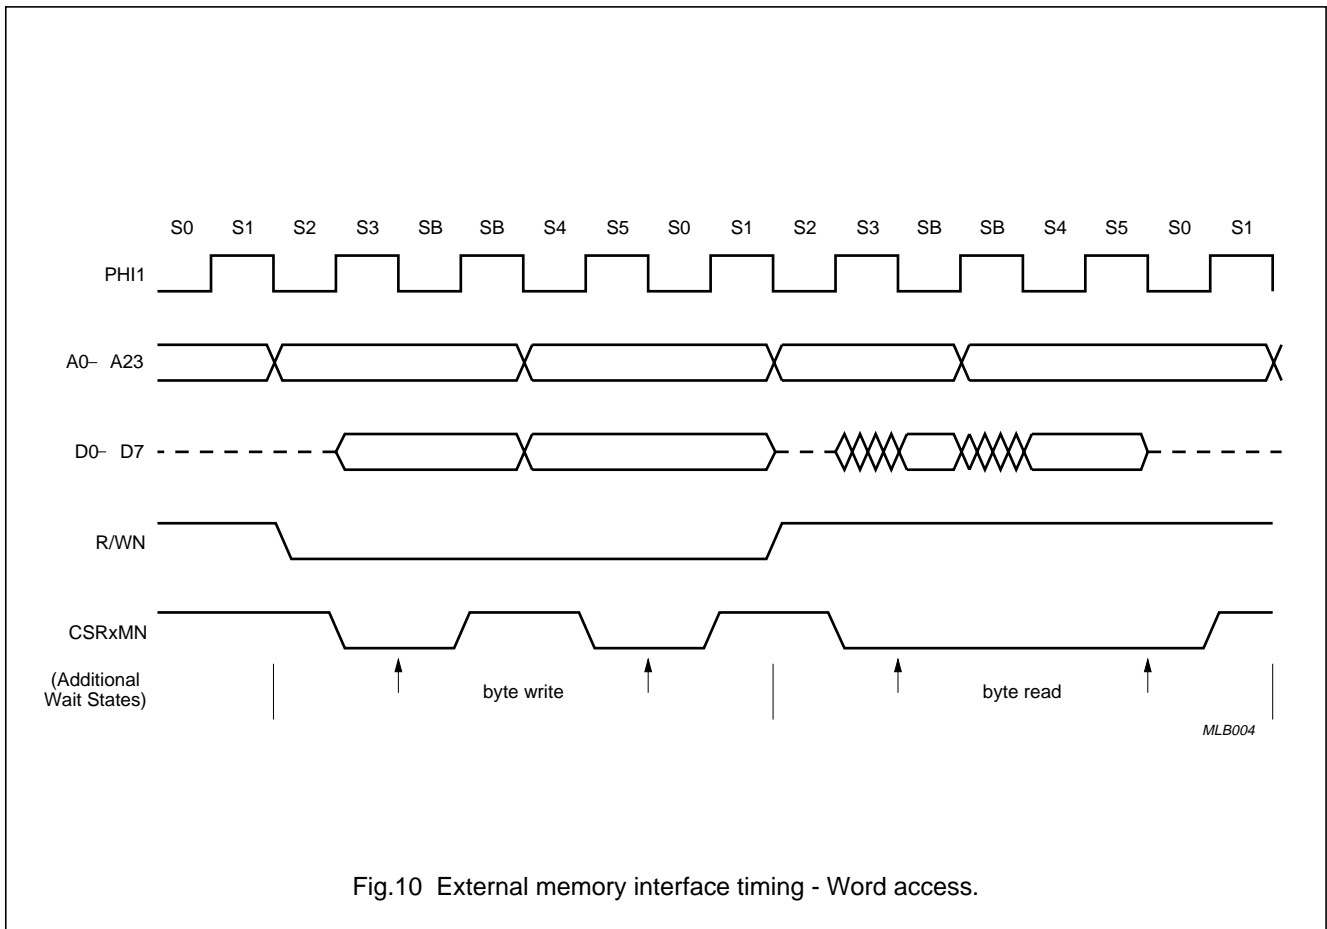 S0 S1 S2 S3 SB SB S4 S5 S0 S1 S2 S3 SB SB S4 S5 S0 S1
PHI1
A0– A23
D0– D7
R/WN
CSRxMN
(Additional
Wait States)
byte write
byte read
MLB004
Fig.10 External memory interface timing - Word access.